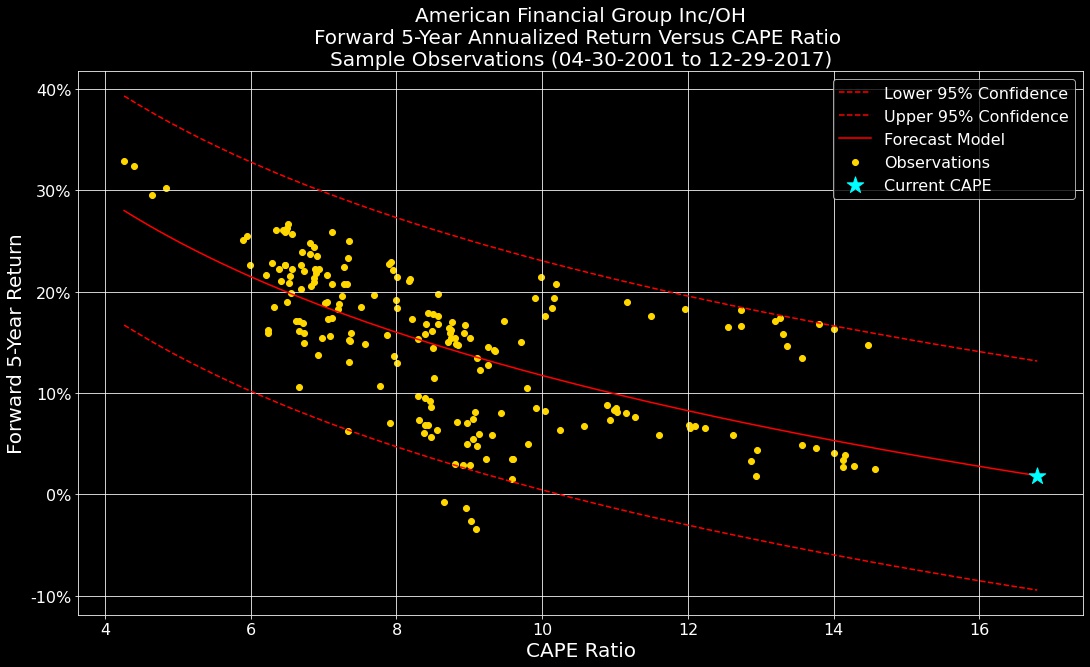 American Financial Group Inc/OH
Forward 5-Year Annualized Return Versus CAPE Ratio
Sample Observations (04-30-2001 to 12-29-2017)
Lower 95% Confidence
Upper 95% Confidence
Forecast Model
Observations
Current CAPE
Forward 5-Year Return
40%
30%
20%
10%
0%
-10%
4 6 8 10 12 14 16
CAPE Ratio